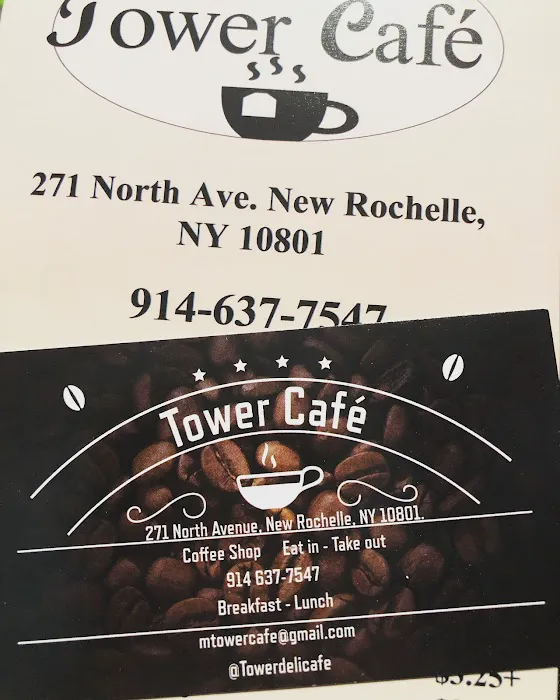 Tower Café
271 North Ave. New Rochelle,
NY 10801
914-637-7547
Tower Café
271 North Avenue, New Rochelle, NY 10801.
Coffee Shop Eat in - Take out
914 637-7547
Breakfast - Lunch
mtowercafe@gmail.com
@Towerdelicafe